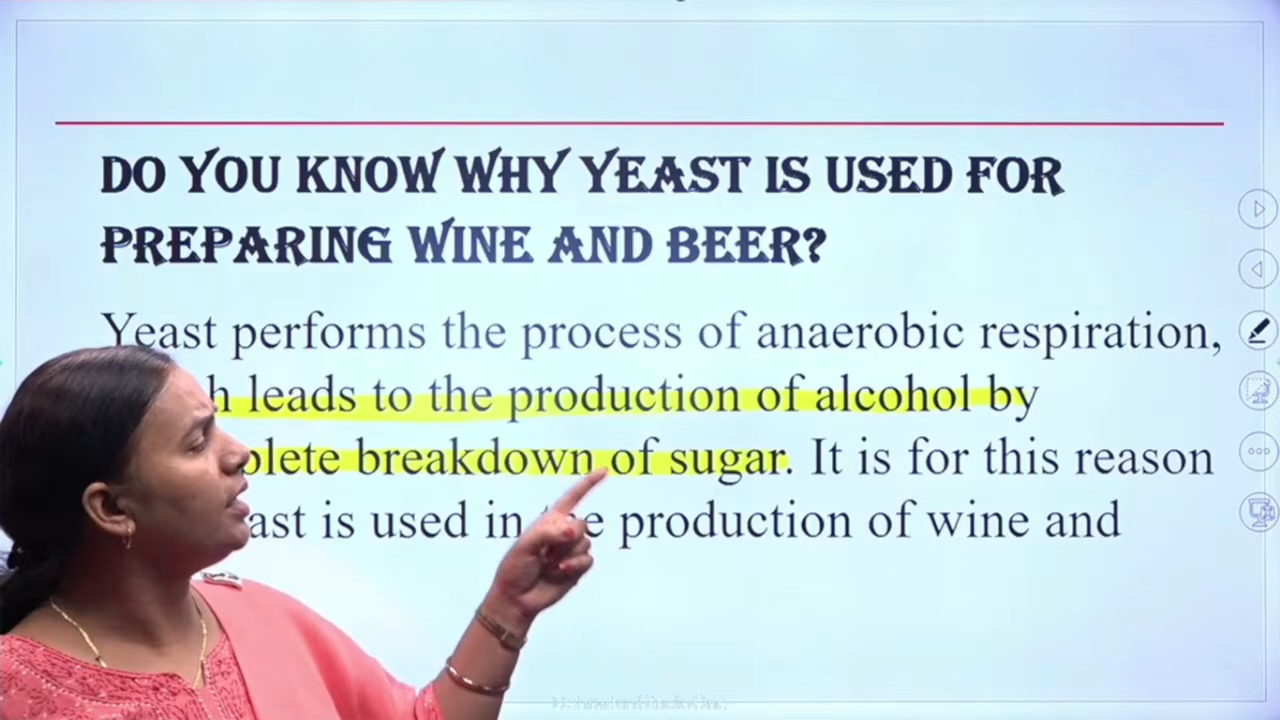 DO YOU KNOW WHY YEAST IS USED FOR
PREPARING WINE AND BEER?
Yeast performs the process of anaerobic respiration,
leads to the production of alcohol by
breakdown of sugar. It is for this reason
is used in the production of wine and